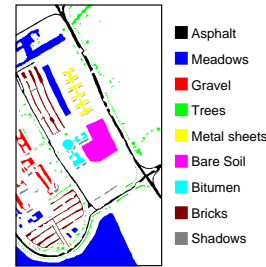 Asphalt
Meadows
Gravel
Trees
Metal sheets
Bare Soil
Bitumen
Bricks
Shadows